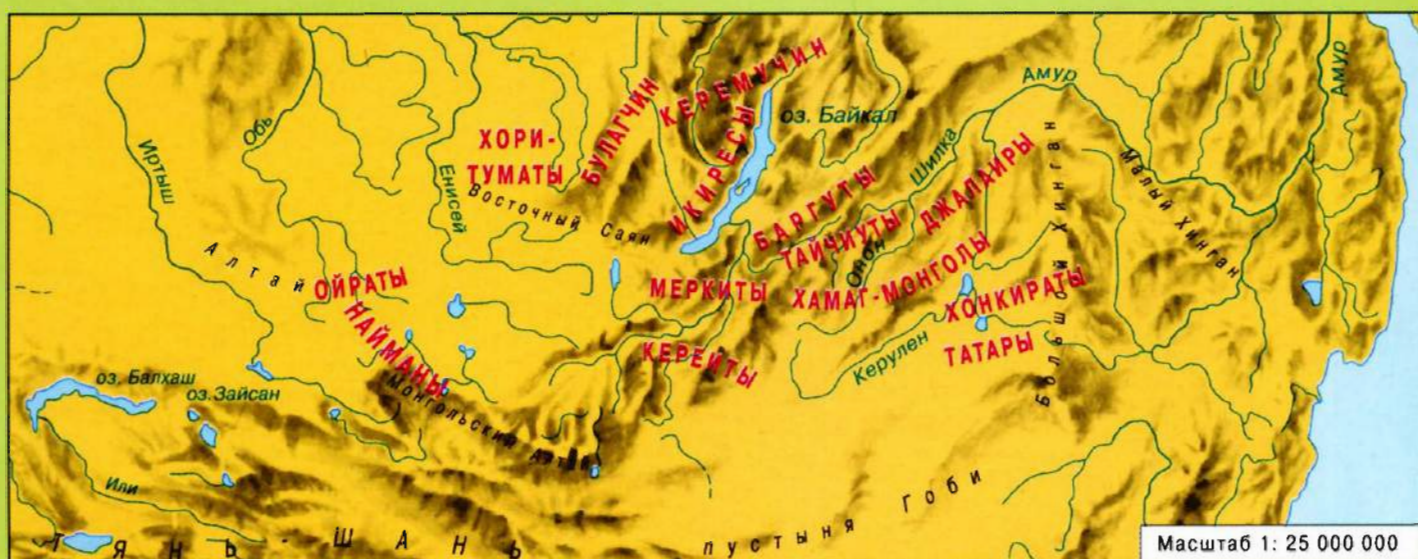 КЕРЕМУЧИН
БУЛАГЧИН
ХОРИ-
ТУМАТЫ
ИКИРЕСЫ
оз. Байкал
Амур
Амур
Обь
Иртыш
Енисей
Восточный Саян
Шилка
БАРГУТЫ
ТАЙЧИУТЫ
Онон
ДЖАЛАИРЫ
Большой Хинган
Малый Хинган
Алтай
ОЙРАТЫ
НАЙМАНЫ
МЕРКИТЫ
ХАМАГ-МОНГОЛЫ
ХОНКИРАТЫ
КЕРЕЙТЫ
Керулен
ТАТАРЫ
оз. Балхаш
оз. Зайсан
Монгольский Алтай
Или
ТЯНЬ-ШАНЬ
пустыня Гоби
Масштаб 1: 25 000 000